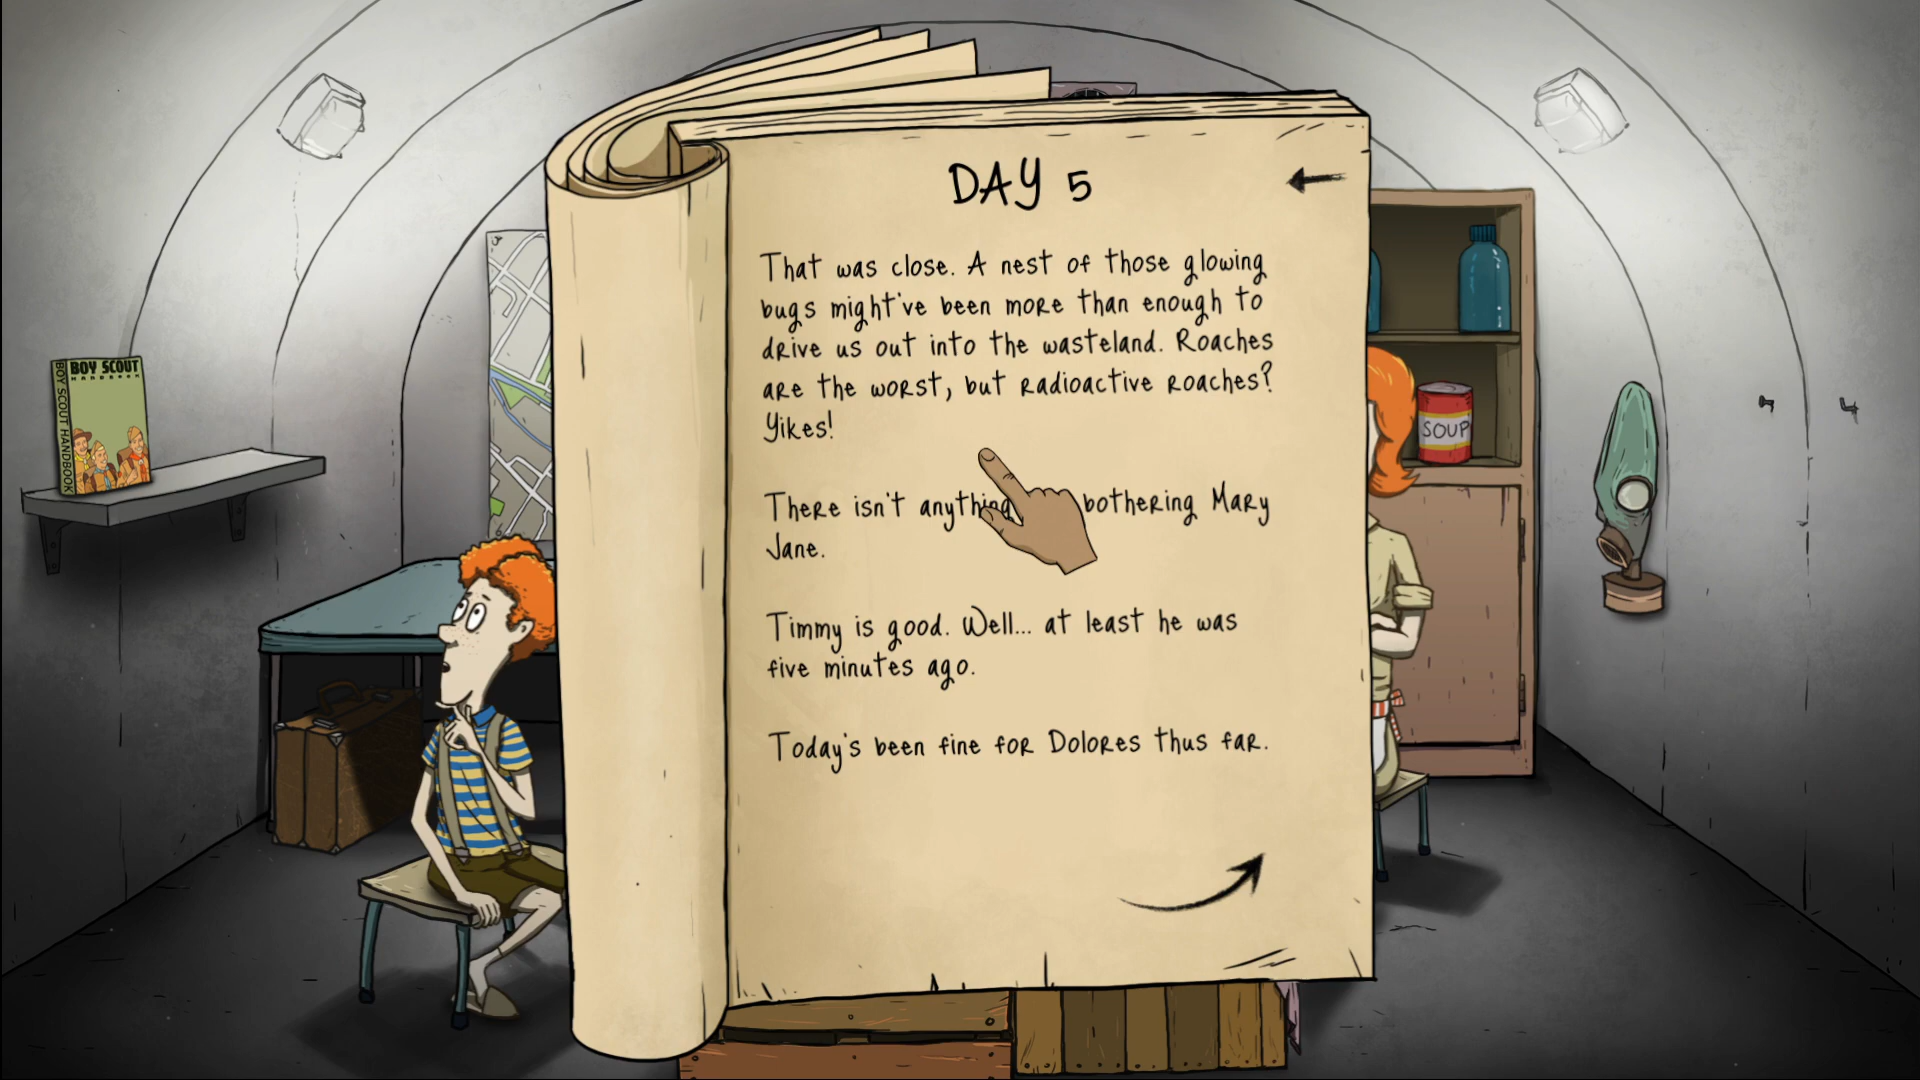 DAY 5
That was close. A nest of those glowing
bugs might've been more than enough to
drive us out into the wasteland. Roaches
are the worst, but radioactive roaches?
Yikes!
There isn't anything bothering Mary
Jane.
Timmy is good. Well... at least he was
five minutes ago.
Today's been fine for Dolores thus far.
BOY SCOUT
HANDBOOK
BOY SCOUT HANDBOOK
SOUP